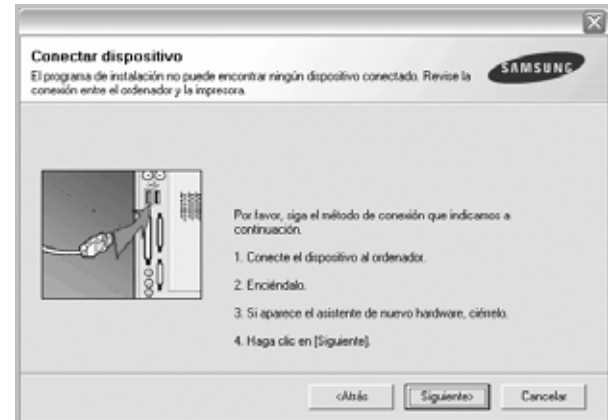 Conectar dispositivo
El programa de instalación no puede encontrar ningún dispositivo conectado. Revise la
conexión entre el ordenador y la impresora.
SAMSUNG
Por favor, siga el método de conexión que indicamos a
continuación.
1. Conecte el dispositivo al ordenador.
2. Enciéndalo.
3. Si aparece el asistente de nuevo hardware, ciérrelo.
4. Haga clic en [Siguiente].
<Atrás
Siguiente>
Cancelar